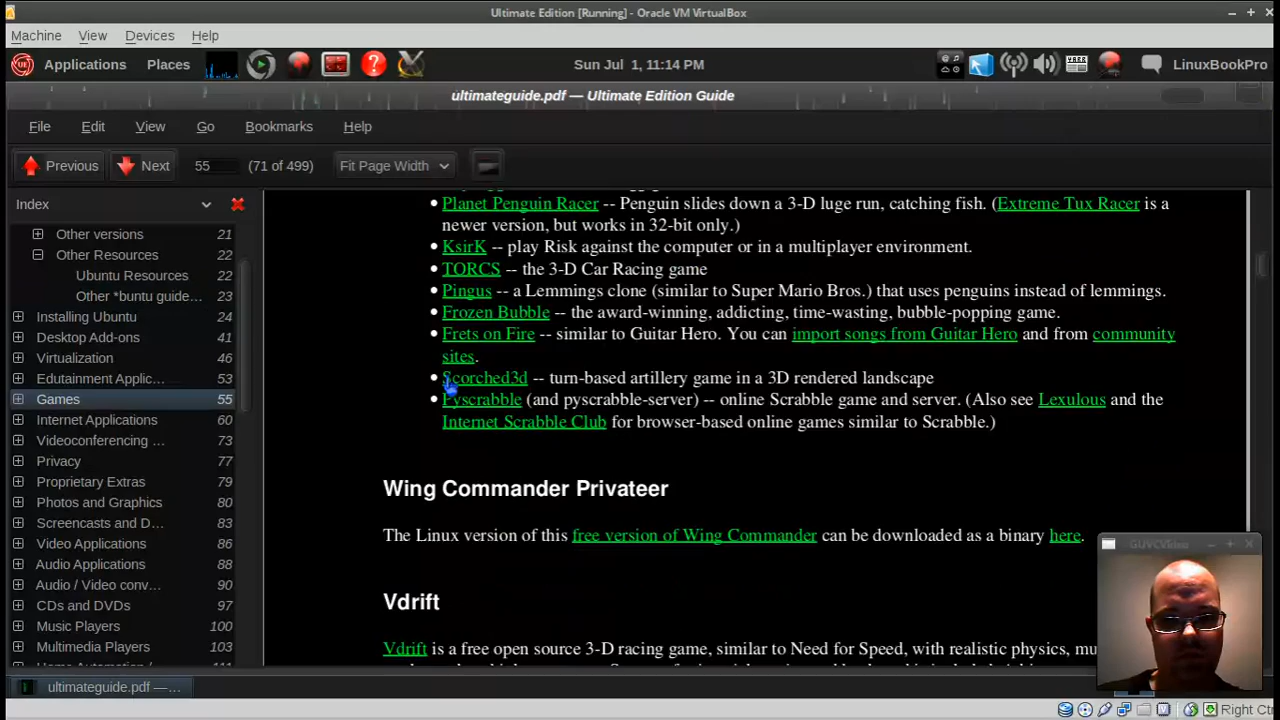 Ultimate Edition [Running] - Oracle VM VirtualBox
Machine View Devices Help
Applications Places Sun Jul 1, 11:14 PM LinuxBookPro
ultimateguide.pdf — Ultimate Edition Guide
File Edit View Go Bookmarks Help
Previous Next 55 (71 of 499) Fit Page Width
Index
Other versions 21
Other Resources 22
Ubuntu Resources 22
Other *buntu guide... 23
Installing Ubuntu 24
Desktop Add-ons 41
Virtualization 46
Edutainment Applic... 53
Games 55
Internet Applications 60
Videoconferencing ... 73
Privacy 77
Proprietary Extras 79
Photos and Graphics 80
Screencasts and D... 83
Video Applications 86
Audio Applications 88
Audio / Video conv... 90
CDs and DVDs 97
Music Players 100
Multimedia Players 103
• Planet Penguin Racer -- Penguin slides down a 3-D luge run, catching fish. (Extreme Tux Racer is a
newer version, but works in 32-bit only.)
• KsirK -- play Risk against the computer or in a multiplayer environment.
• TORCS -- the 3-D Car Racing game
• Pingus -- a Lemmings clone (similar to Super Mario Bros.) that uses penguins instead of lemmings.
• Frozen Bubble -- the award-winning, addicting, time-wasting, bubble-popping game.
• Frets on Fire -- similar to Guitar Hero. You can import songs from Guitar Hero and from community
sites.
• Scorched3d -- turn-based artillery game in a 3D rendered landscape
• Pyscrabble (and pyscrabble-server) -- online Scrabble game and server. (Also see Lexulous and the
Internet Scrabble Club for browser-based online games similar to Scrabble.)
Wing Commander Privateer
The Linux version of this free version of Wing Commander can be downloaded as a binary here.
Vdrift
Vdrift is a free open source 3-D racing game, similar to Need for Speed, with realistic physics,
GUVCVideo
ultimateguide.pdf —...
Right Ctr